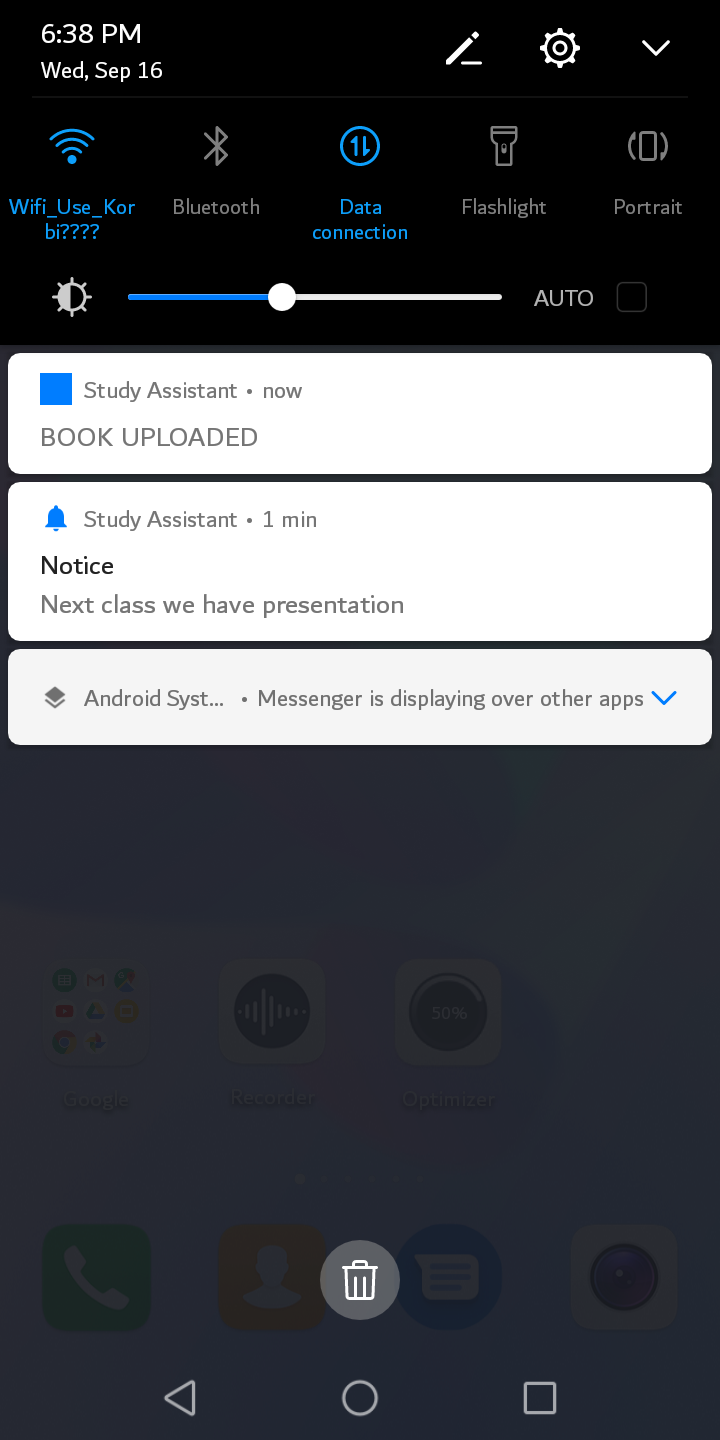 6:38 PM
Wed, Sep 16
Wifi_Use_Kor
bi????
Bluetooth
Data
connection
Flashlight
Portrait
AUTO
Study Assistant • now
BOOK UPLOADED
Study Assistant • 1 min
Notice
Next class we have presentation
Android Syst... • Messenger is displaying over other apps
50%
Google
Recorder
Optimizer